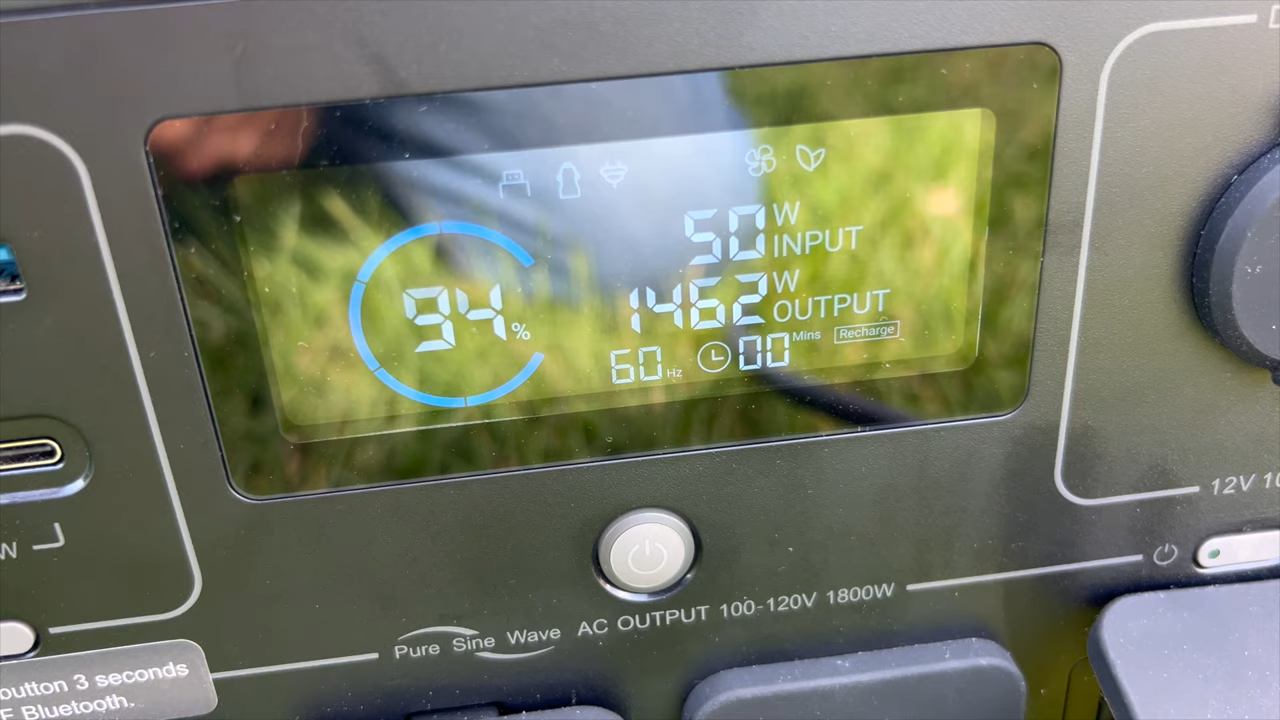 50 W INPUT
94 %
1462 W OUTPUT
60 Hz 00 Mins Recharge
12V 10
W
Pure Sine Wave AC OUTPUT 100-120V 1800W
button 3 seconds
Bluetooth.